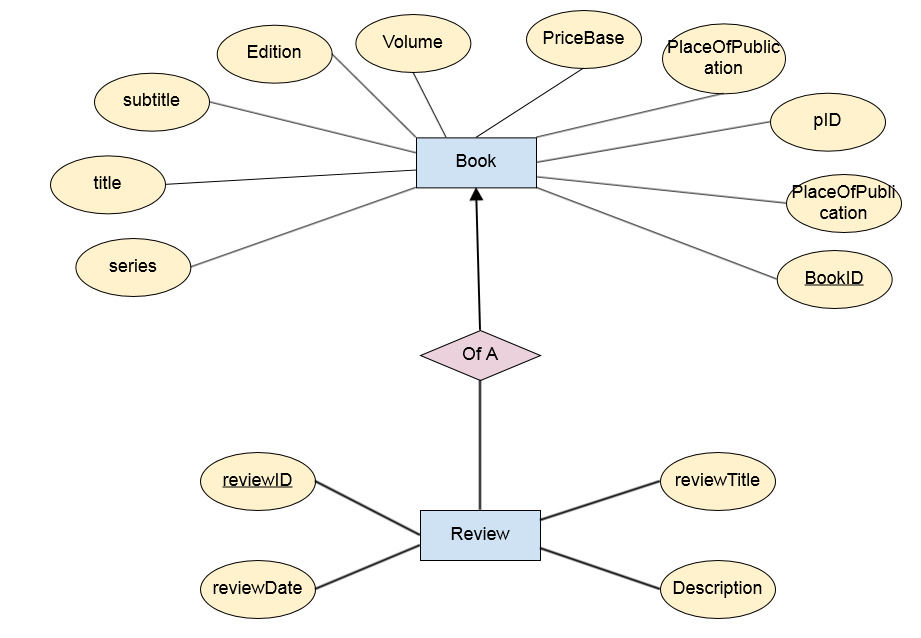 Volume
PriceBase
Edition
PlaceOfPublic
ation
subtitle
pID
Book
title
PlaceOfPubli
cation
series
BookID
Of A
reviewID
reviewTitle
Review
reviewDate
Description